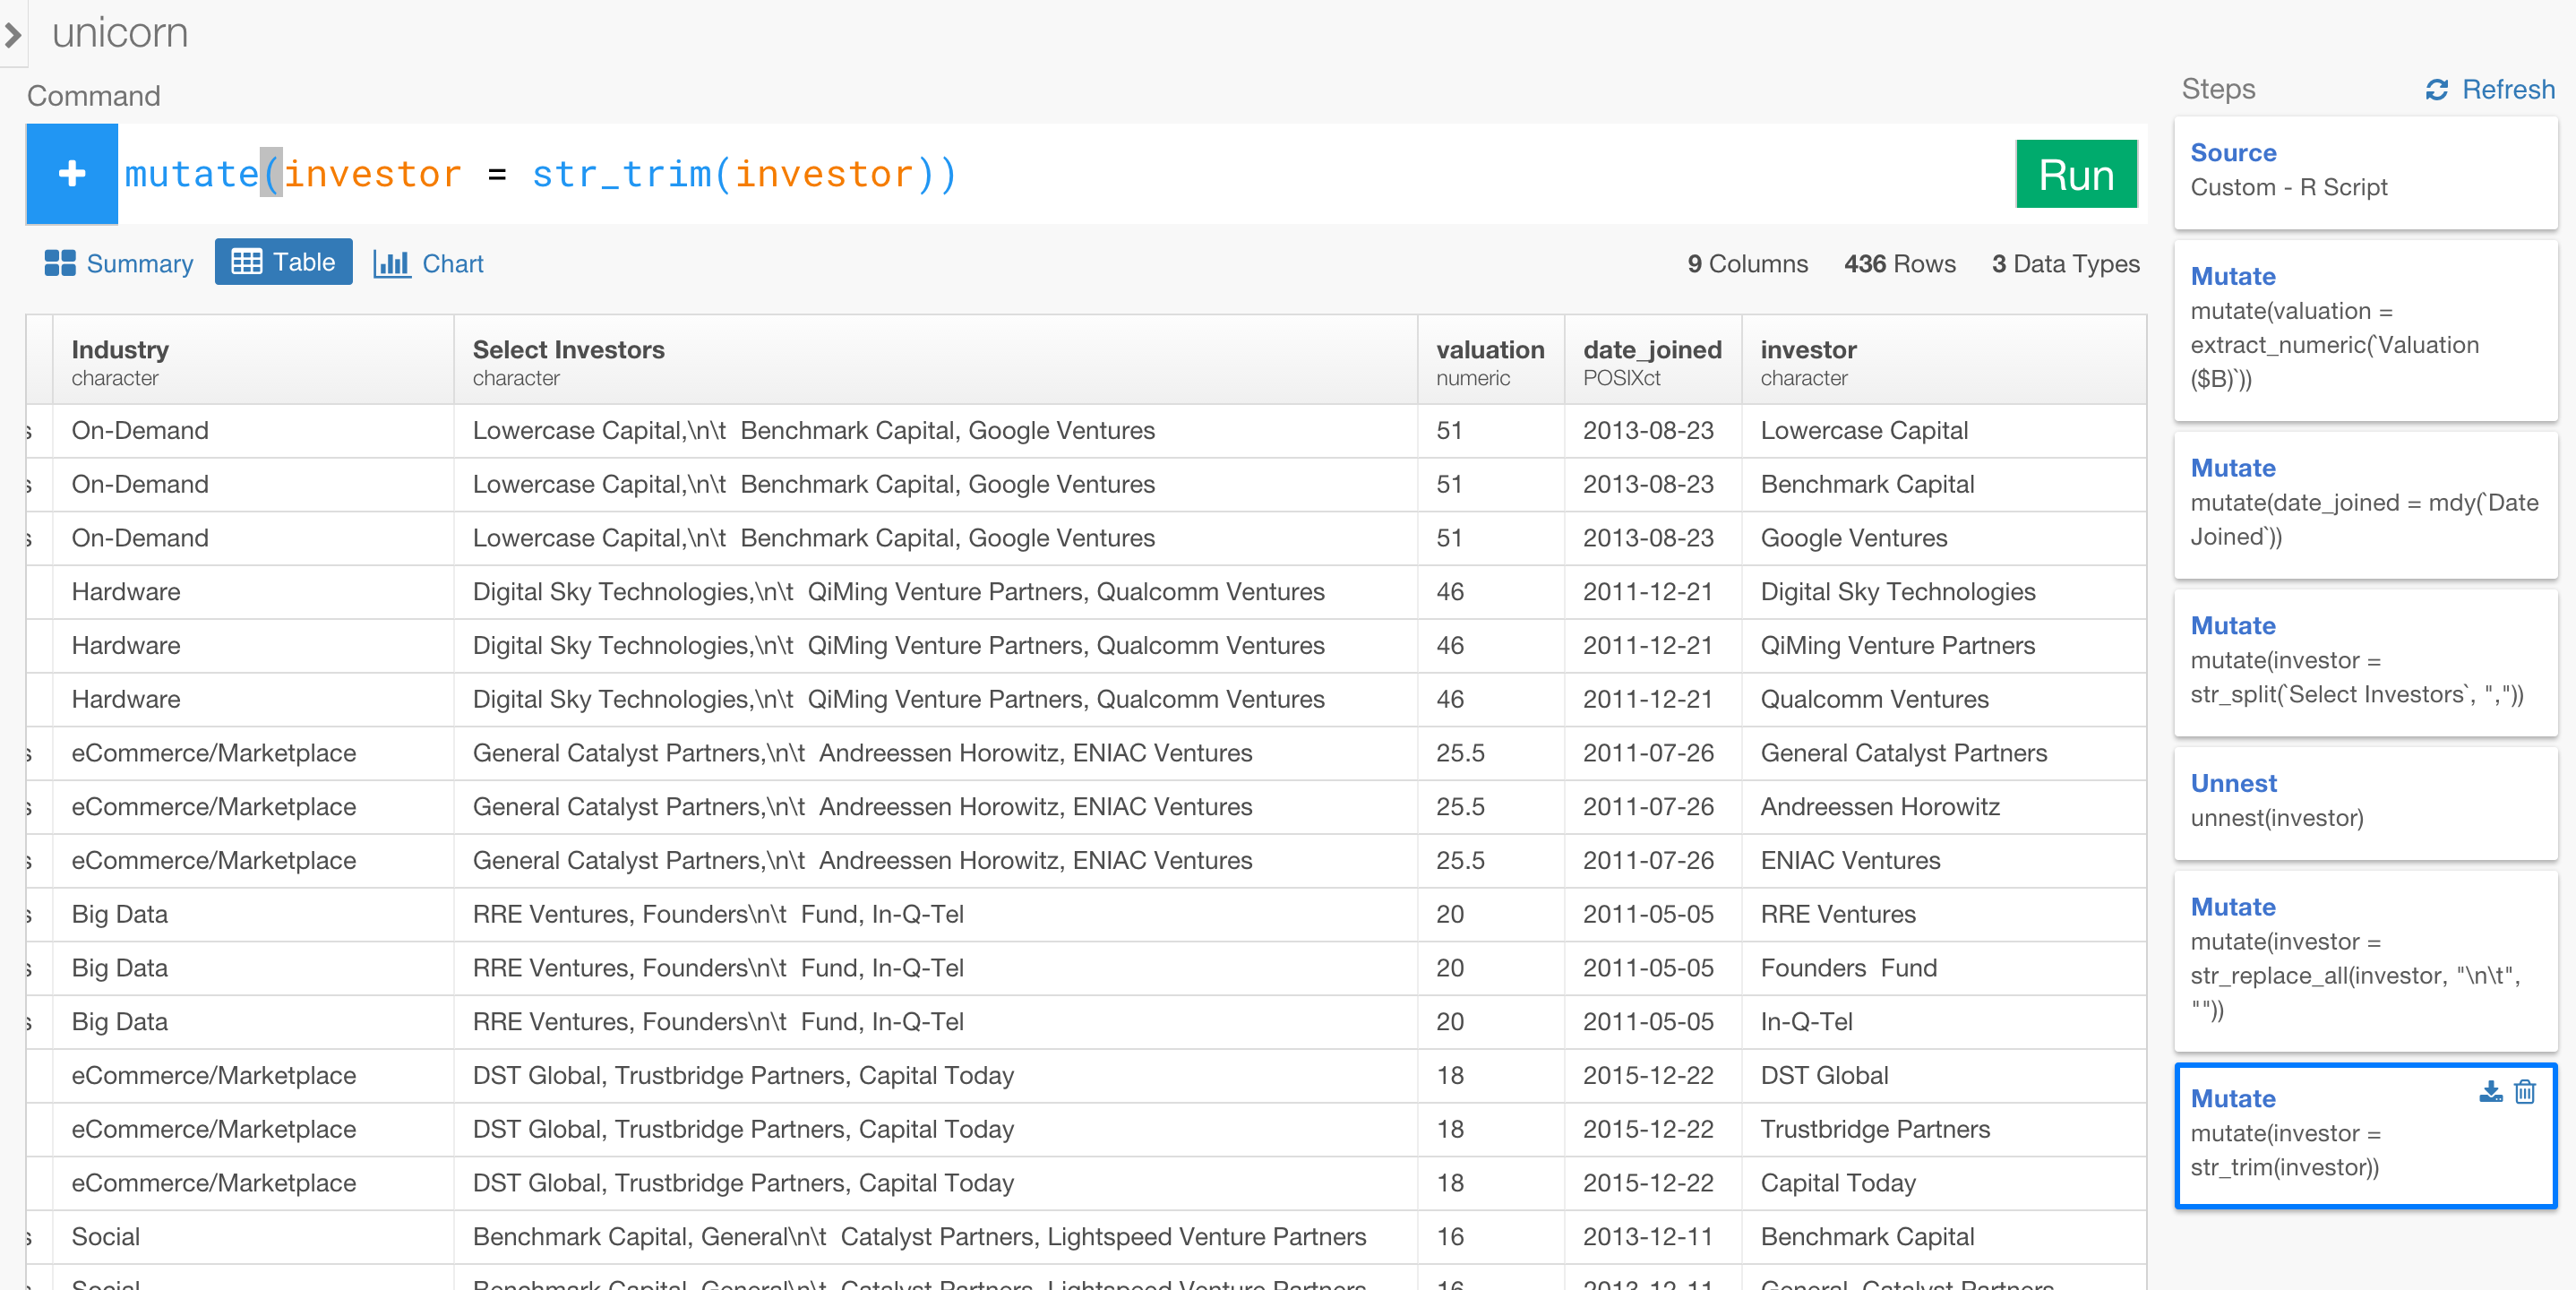 unicorn
Command
mutate(investor = str_trim(investor))
Run
Summary
Table
Chart
9 Columns 436 Rows 3 Data Types
Industry Select Investors valuation date_joined investor
character character numeric POSIXct character
On-Demand Lowercase Capital,\n\t Benchmark Capital, Google Ventures 51 2013-08-23 Lowercase Capital
On-Demand Lowercase Capital,\n\t Benchmark Capital, Google Ventures 51 2013-08-23 Benchmark Capital
On-Demand Lowercase Capital,\n\t Benchmark Capital, Google Ventures 51 2013-08-23 Google Ventures
Hardware Digital Sky Technologies,\n\t QiMing Venture Partners, Qualcomm Ventures 46 2011-12-21 Digital Sky Technologies
Hardware Digital Sky Technologies,\n\t QiMing Venture Partners, Qualcomm Ventures 46 2011-12-21 QiMing Venture Partners
Hardware Digital Sky Technologies,\n\t QiMing Venture Partners, Qualcomm Ventures 46 2011-12-21 Qualcomm Ventures
eCommerce/Marketplace General Catalyst Partners,\n\t Andreessen Horowitz, ENIAC Ventures 25.5 2011-07-26 General Catalyst Partners
eCommerce/Marketplace General Catalyst Partners,\n\t Andreessen Horowitz, ENIAC Ventures 25.5 2011-07-26 Andreessen Horowitz
eCommerce/Marketplace General Catalyst Partners,\n\t Andreessen Horowitz, ENIAC Ventures 25.5 2011-07-26 ENIAC Ventures
Big Data RRE Ventures, Founders\n\t Fund, In-Q-Tel 20 2011-05-05 RRE Ventures
Big Data RRE Ventures, Founders\n\t Fund, In-Q-Tel 20 2011-05-05 Founders  Fund
Big Data RRE Ventures, Founders\n\t Fund, In-Q-Tel 20 2011-05-05 In-Q-Tel
eCommerce/Marketplace DST Global, Trustbridge Partners, Capital Today 18 2015-12-22 DST Global
eCommerce/Marketplace DST Global, Trustbridge Partners, Capital Today 18 2015-12-22 Trustbridge Partners
eCommerce/Marketplace DST Global, Trustbridge Partners, Capital Today 18 2015-12-22 Capital Today
Social Benchmark Capital, General\n\t Catalyst Partners, Lightspeed Venture Partners 16 2013-12-11 Benchmark Capital
Social Benchmark Capital, General\n\t Catalyst Partners, Lightspeed Venture Partners 16 2013-12-11 General  Catalyst Partners
Steps
Refresh
Source
Custom - R Script
Mutate
mutate(valuation =
extract_numeric(`Valuation
($B)`))
Mutate
mutate(date_joined = mdy(`Date
Joined`))
Mutate
mutate(investor =
str_split(`Select Investors`, ","))
Unnest
unnest(investor)
Mutate
mutate(investor =
str_replace_all(investor, "\n\t",
""))
Mutate
mutate(investor =
str_trim(investor))